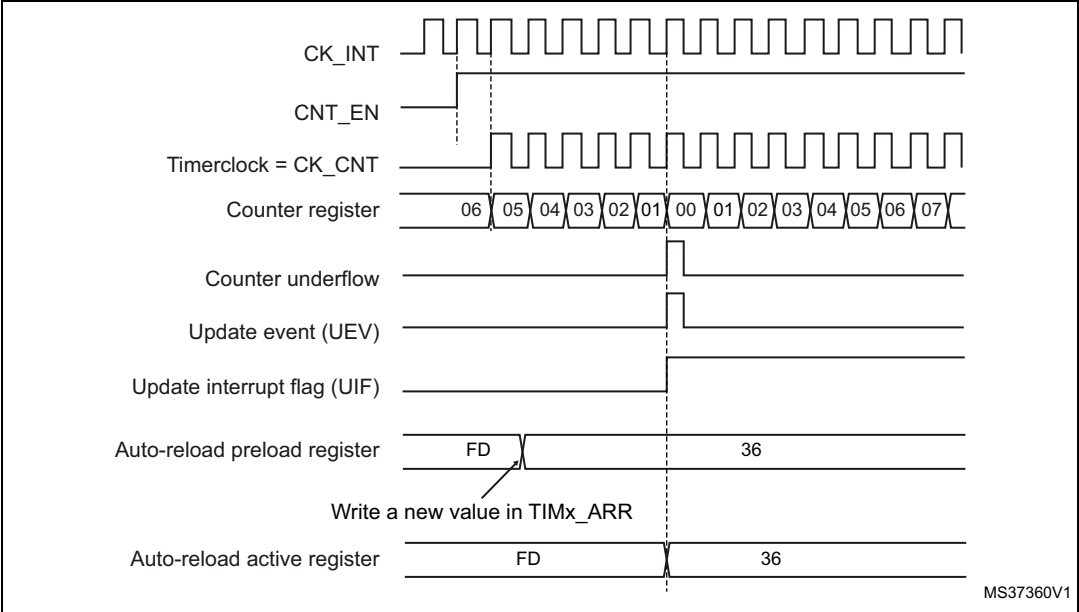 CK_INT
CNT_EN
Timerclock = CK_CNT
Counter register 06 05 04 03 02 01 00 01 02 03 04 05 06 07
Counter underflow
Update event (UEV)
Update interrupt flag (UIF)
Auto-reload preload register FD 36
Write a new value in TIMx_ARR
Auto-reload active register FD 36
MS37360V1